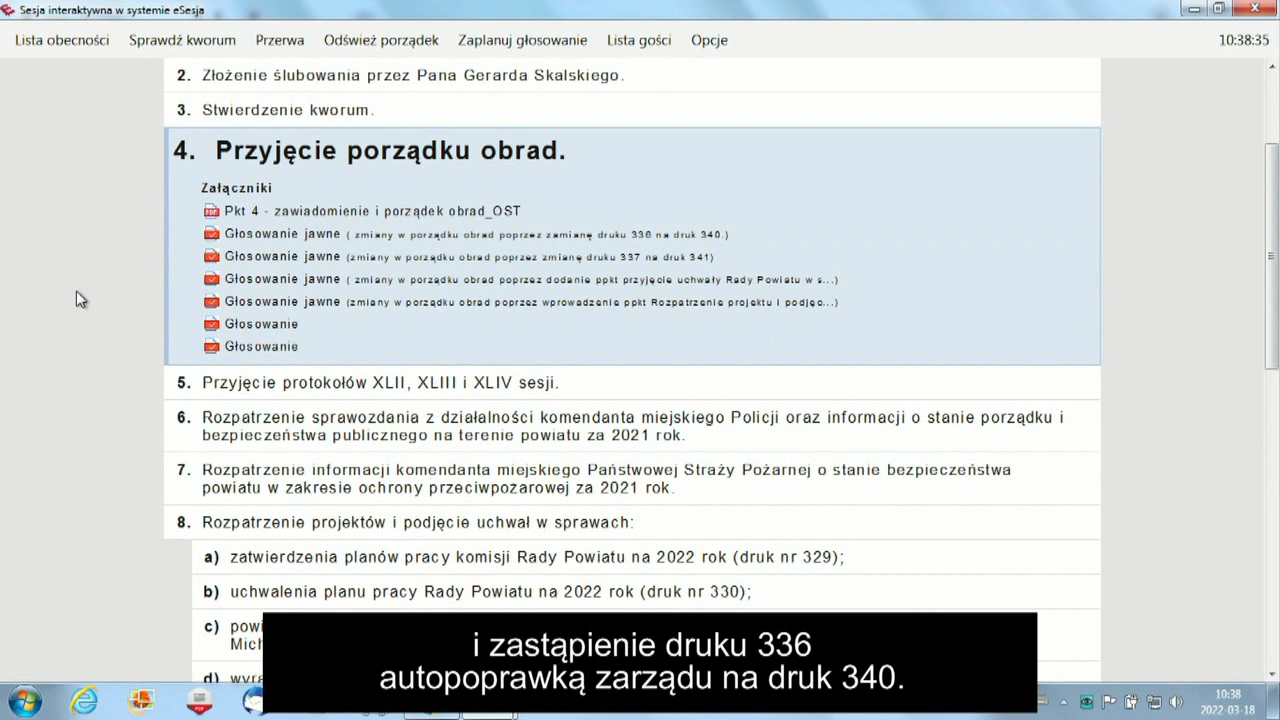 Sesja interaktywna w systemie eSesja
Lista obecności Sprawdź kworum Przerwa Odśwież porządek Zaplanuj głosowanie Lista gości Opcje 10:38:35
2. Złożenie ślubowania przez Pana Gerarda Skalskiego.
3. Stwierdzenie kworum.
4. Przyjęcie porządku obrad.
Załączniki
Pkt 4 - zawiadomienie i porządek obrad_OST
Głosowanie jawne ( zmiany w porządku obrad poprzez zamianę druku 336 na druk 340.)
Głosowanie jawne (zmiany w porządku obrad poprzez zmianę druku 337 na druk 341)
Głosowanie jawne ( zmiany w porządku obrad poprzez dodanie ppkt przyjęcie uchwały Rady Powiatu w s...)
Głosowanie jawne (zmiany w porządku obrad poprzez wprowadzenie ppkt Rozpatrzenie projektu i podjęc...)
Głosowanie
Głosowanie
5. Przyjęcie protokołów XLII, XLIII i XLIV sesji.
6. Rozpatrzenie sprawozdania z działalności komendanta miejskiego Policji oraz informacji o stanie porządku i
bezpieczeństwa publicznego na terenie powiatu za 2021 rok.
7. Rozpatrzenie informacji komendanta miejskiego Państwowej Straży Pożarnej o stanie bezpieczeństwa
powiatu w zakresie ochrony przeciwpożarowej za 2021 rok.
8. Rozpatrzenie projektów i podjęcie uchwał w sprawach:
a) zatwierdzenia planów pracy komisji Rady Powiatu na 2022 rok (druk nr 329);
b) uchwalenia planu pracy Rady Powiatu na 2022 rok (druk nr 330);
c) powi
Mich
d) wyra
i zastąpienie druku 336
autopoprawką zarządu na druk 340.
10:38
2022-03-18